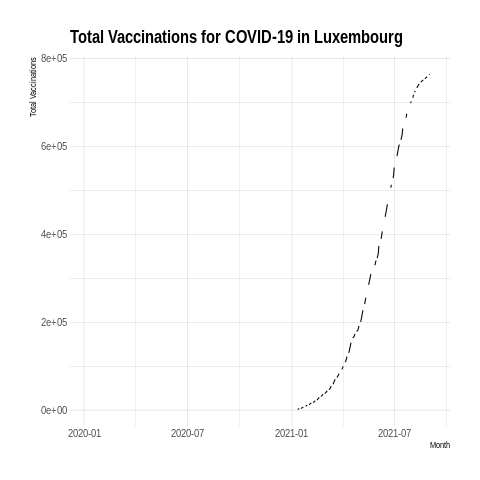 Total Vaccinations for COVID-19 in Luxembourg
Total Vaccinations
8e+05
6e+05
4e+05
2e+05
0e+00
2020-01 2020-07 2021-01 2021-07
Month